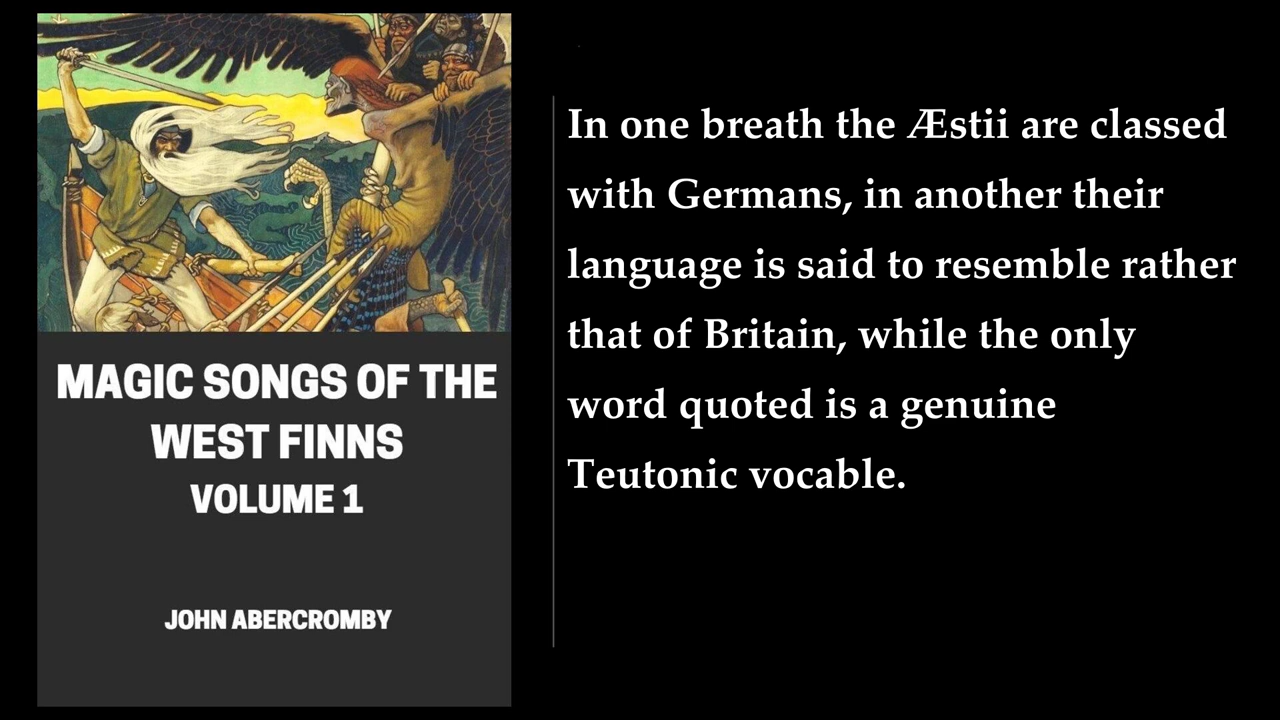 MAGIC SONGS OF THE
WEST FINNS
VOLUME 1
JOHN ABERCROMBY
In one breath the Æstii are classed
with Germans, in another their
language is said to resemble rather
that of Britain, while the only
word quoted is a genuine
Teutonic vocable.